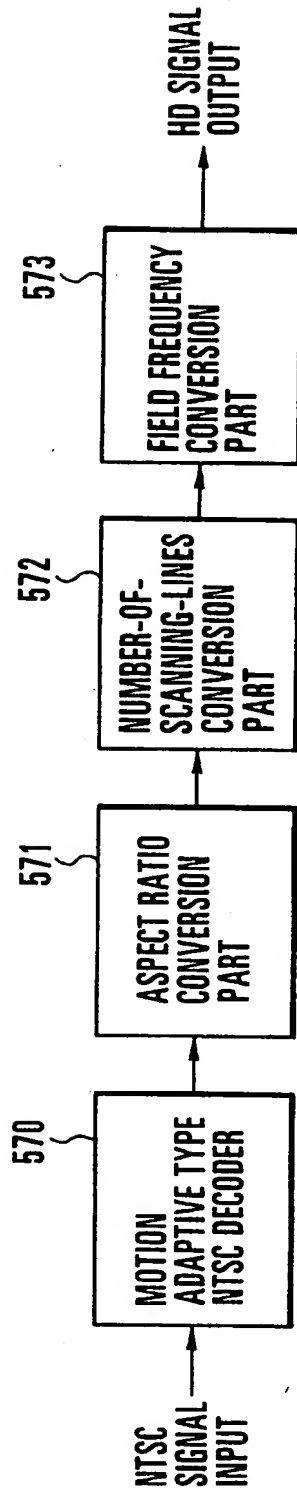 NTSC
SIGNAL
INPUT
570
MOTION
ADAPTIVE TYPE
NTSC DECODER
571
ASPECT RATIO
CONVERSION
PART
572
NUMBER-OF-
SCANNING-LINES
CONVERSION
PART
573
FIELD FREQUENCY
CONVERSION
PART
HD SIGNAL
OUTPUT